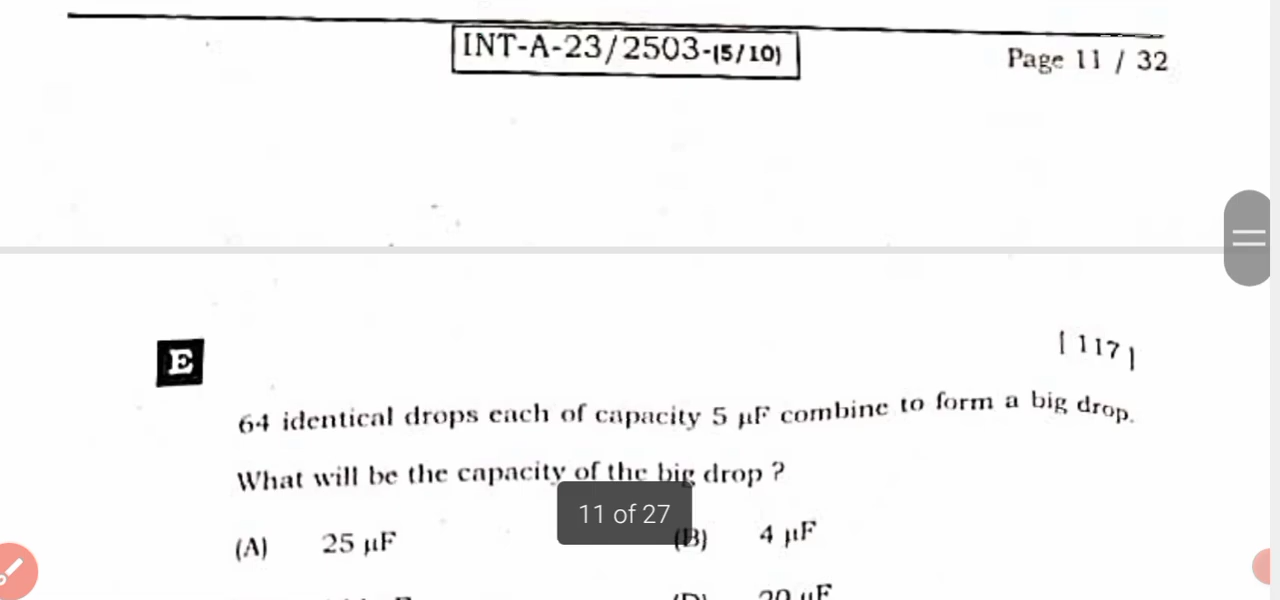 INT-A-23/2503-(5/10)
Page 11 / 32
E
[ 117 ]
64 identical drops each of capacity 5 µF combine to form a big drop.
What will be the capacity of the big drop ?
11 of 27
(A) 25 µF (B) 4 µF
(D) 20 µF